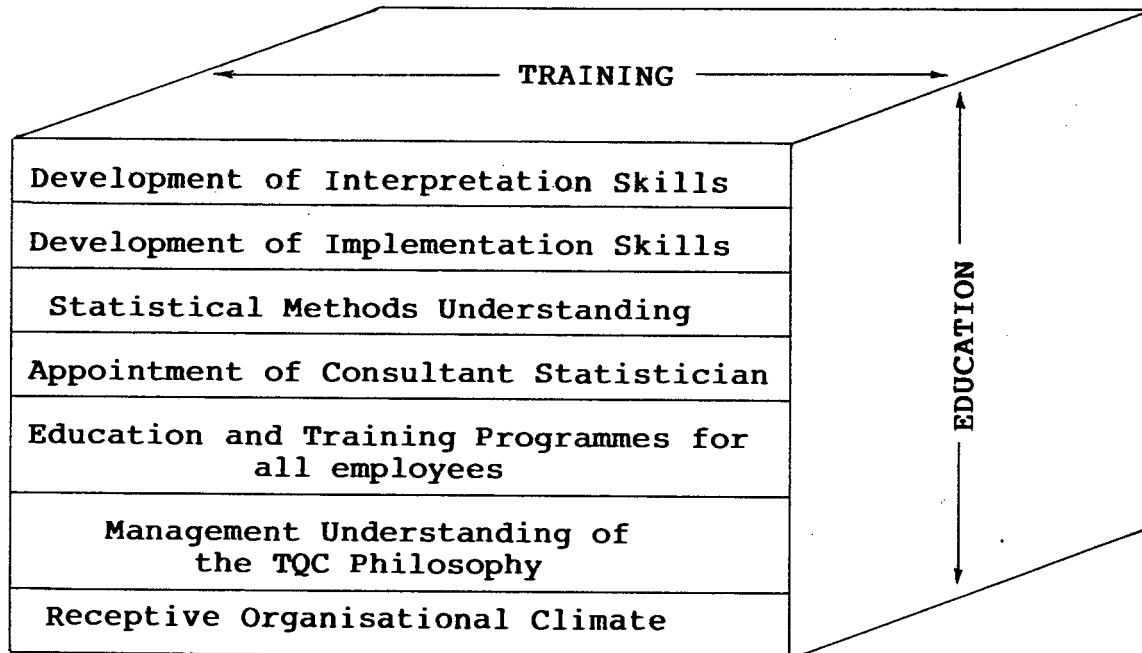 TRAINING
Development of Interpretation Skills
Development of Implementation Skills
Statistical Methods Understanding
Appointment of Consultant Statistician
Education and Training Programmes for
all employees
Management Understanding of
the TQC Philosophy
Receptive Organisational Climate
EDUCATION